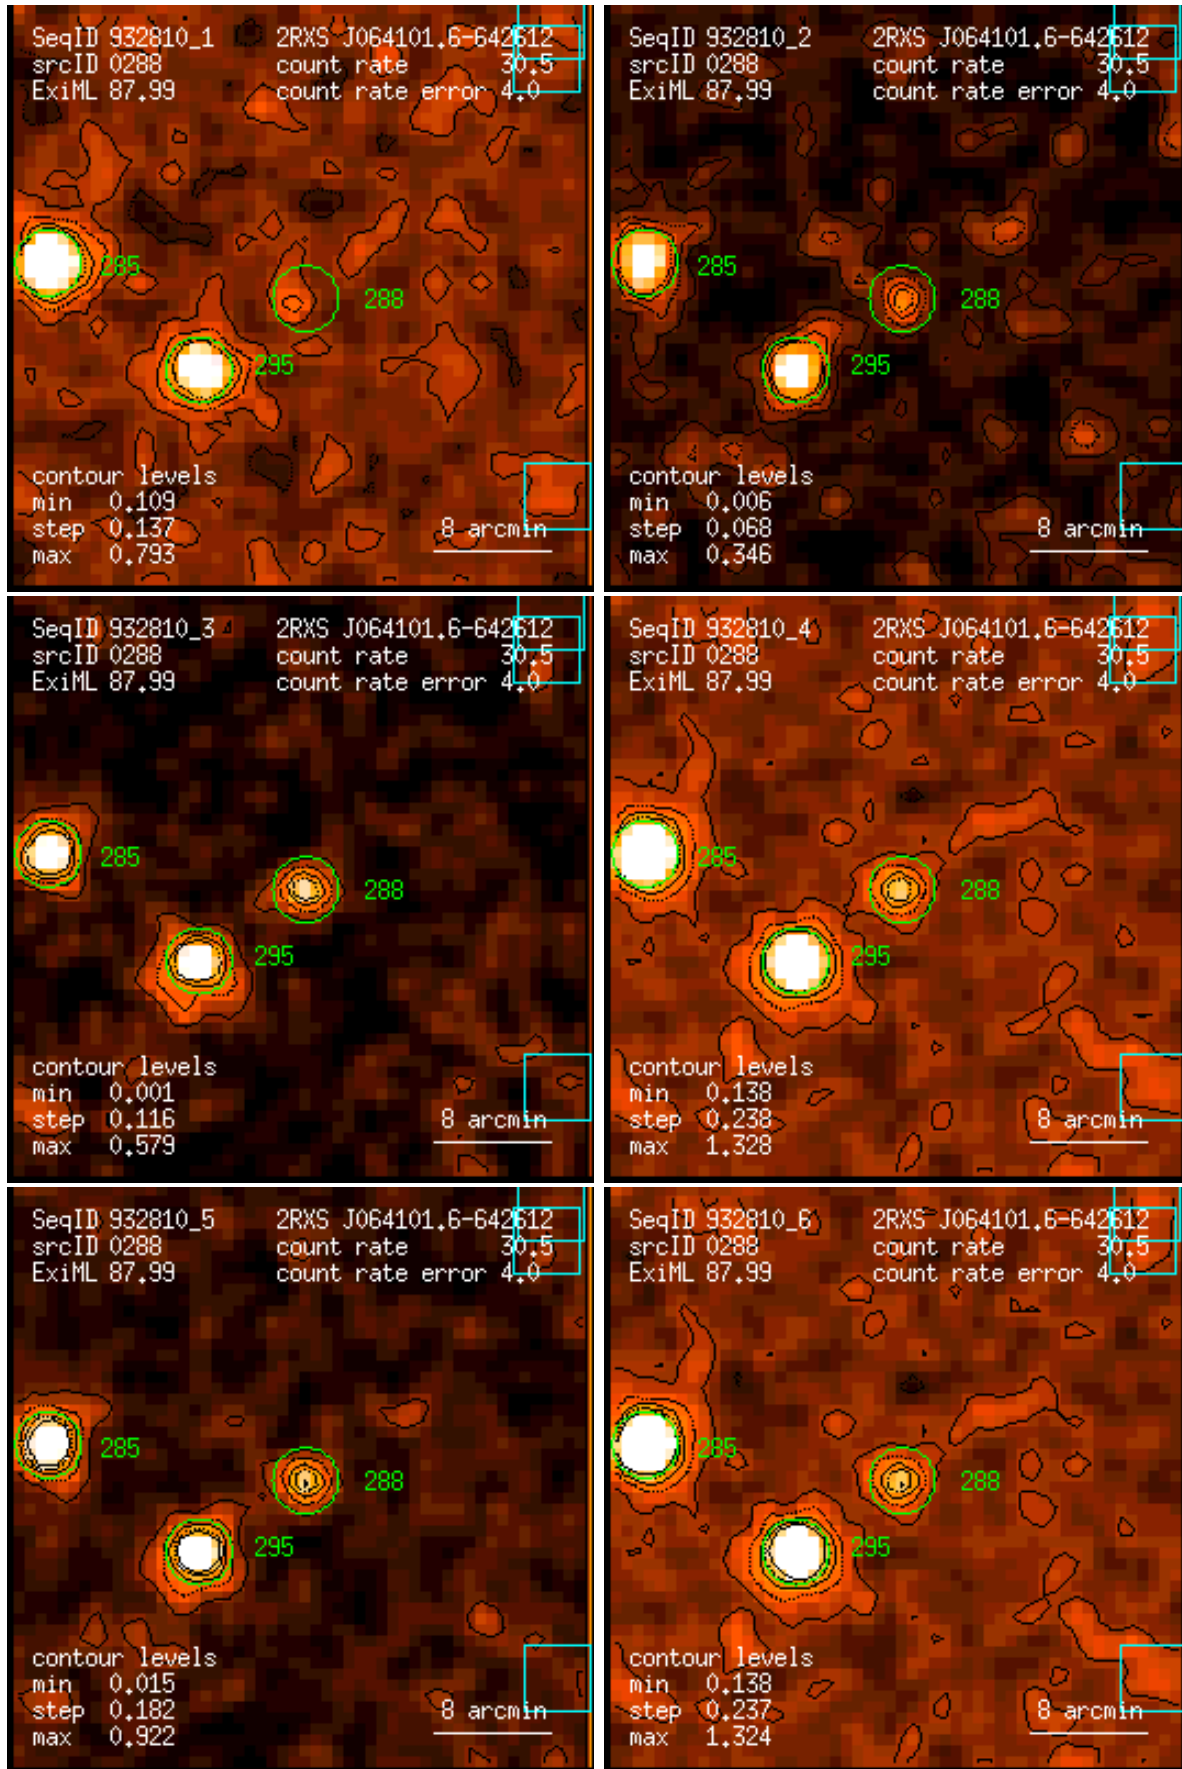 SeqID 932810_1 2RXS J064101.6-642612
srcID 0288 count rate 30.5
ExiML 87.99 count rate error 4.0
285
288
295
contour levels
min 0.109
step 0.137 8 arcmin
max 0.793
SeqID 932810_2 2RXS J064101.6-642612
srcID 0288 count rate 30.5
ExiML 87.99 count rate error 4.0
285
288
295
contour levels
min 0.006
step 0.068 8 arcmin
max 0.346
SeqID 932810_3 2RXS J064101.6-642612
srcID 0288 count rate 30.5
ExiML 87.99 count rate error 4.0
285
288
295
contour levels
min 0.001
step 0.116 8 arcmin
max 0.579
SeqID 932810_4 2RXS J064101.6-642612
srcID 0288 count rate 30.5
ExiML 87.99 count rate error 4.0
285
288
295
contour levels
min 0.138
step 0.238 8 arcmin
max 1.328
SeqID 932810_5 2RXS J064101.6-642612
srcID 0288 count rate 30.5
ExiML 87.99 count rate error 4.0
285
288
295
contour levels
min 0.015
step 0.182 8 arcmin
max 0.922
SeqID 932810_6 2RXS J064101.6-642612
srcID 0288 count rate 30.5
ExiML 87.99 count rate error 4.0
285
288
295
contour levels
min 0.138
step 0.237 8 arcmin
max 1.324